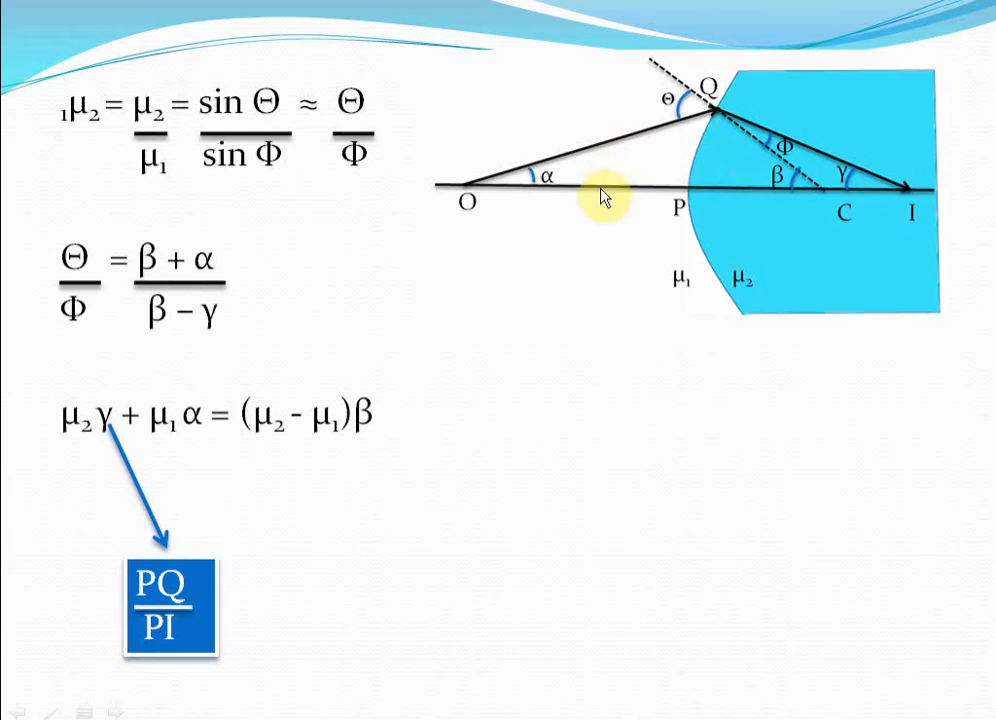 ₁μ₂ = μ₂ = sin Θ ≈ Θ
μ₁ sin Φ Φ
Θ = β + α
Φ β – γ
μ₂γ + μ₁α = (μ₂ - μ₁)β
PQ
PI
Q
Θ
Φ
α
β
γ
O
P
C
I
μ₁
μ₂